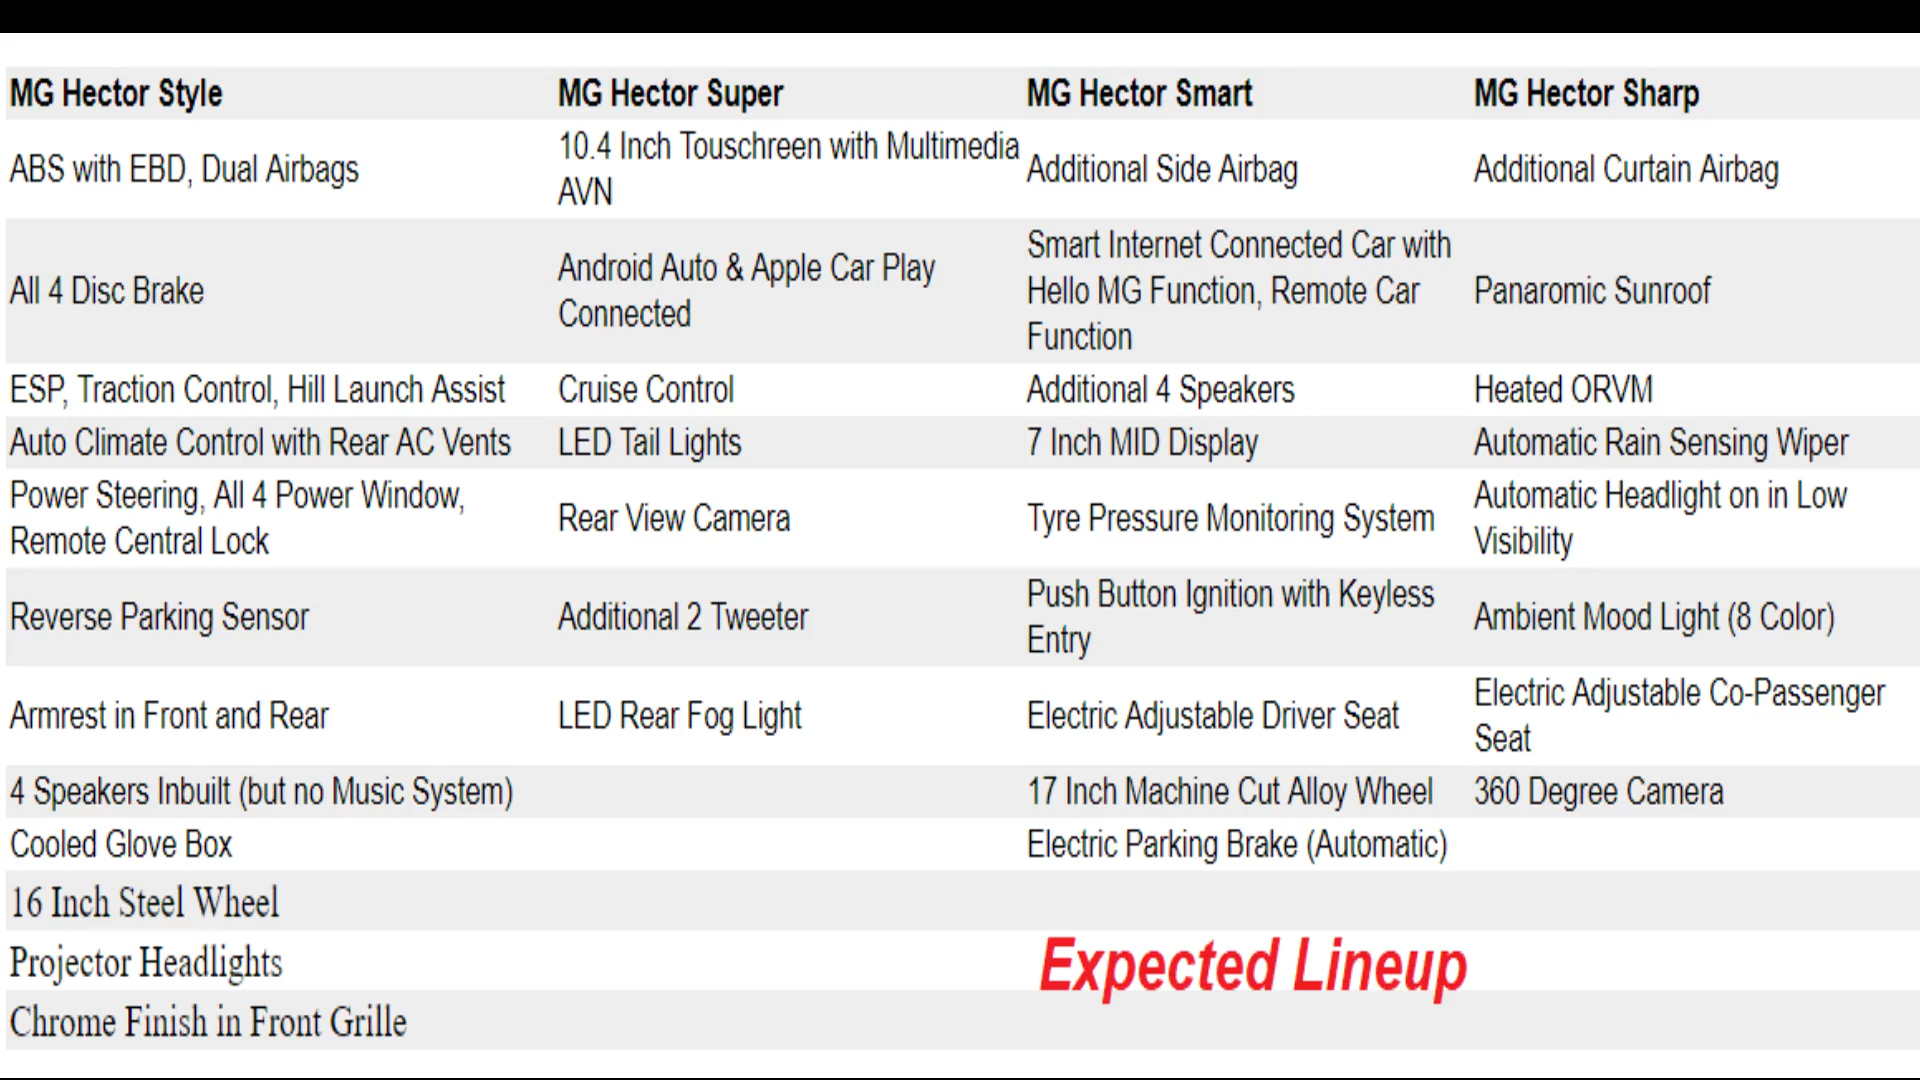 MG Hector Style MG Hector Super MG Hector Smart MG Hector Sharp
ABS with EBD, Dual Airbags
10.4 Inch Touschreen with Multimedia
AVN
Additional Side Airbag
Additional Curtain Airbag
All 4 Disc Brake
Android Auto & Apple Car Play
Connected
Smart Internet Connected Car with
Hello MG Function, Remote Car
Function
Panaromic Sunroof
ESP, Traction Control, Hill Launch Assist
Cruise Control
Additional 4 Speakers
Heated ORVM
Auto Climate Control with Rear AC Vents
LED Tail Lights
7 Inch MID Display
Automatic Rain Sensing Wiper
Power Steering, All 4 Power Window,
Remote Central Lock
Rear View Camera
Tyre Pressure Monitoring System
Automatic Headlight on in Low
Visibility
Reverse Parking Sensor
Additional 2 Tweeter
Push Button Ignition with Keyless
Entry
Ambient Mood Light (8 Color)
Armrest in Front and Rear
LED Rear Fog Light
Electric Adjustable Driver Seat
Electric Adjustable Co-Passenger
Seat
4 Speakers Inbuilt (but no Music System)
17 Inch Machine Cut Alloy Wheel
360 Degree Camera
Cooled Glove Box
Electric Parking Brake (Automatic)
16 Inch Steel Wheel
Projector Headlights
Expected Lineup
Chrome Finish in Front Grille